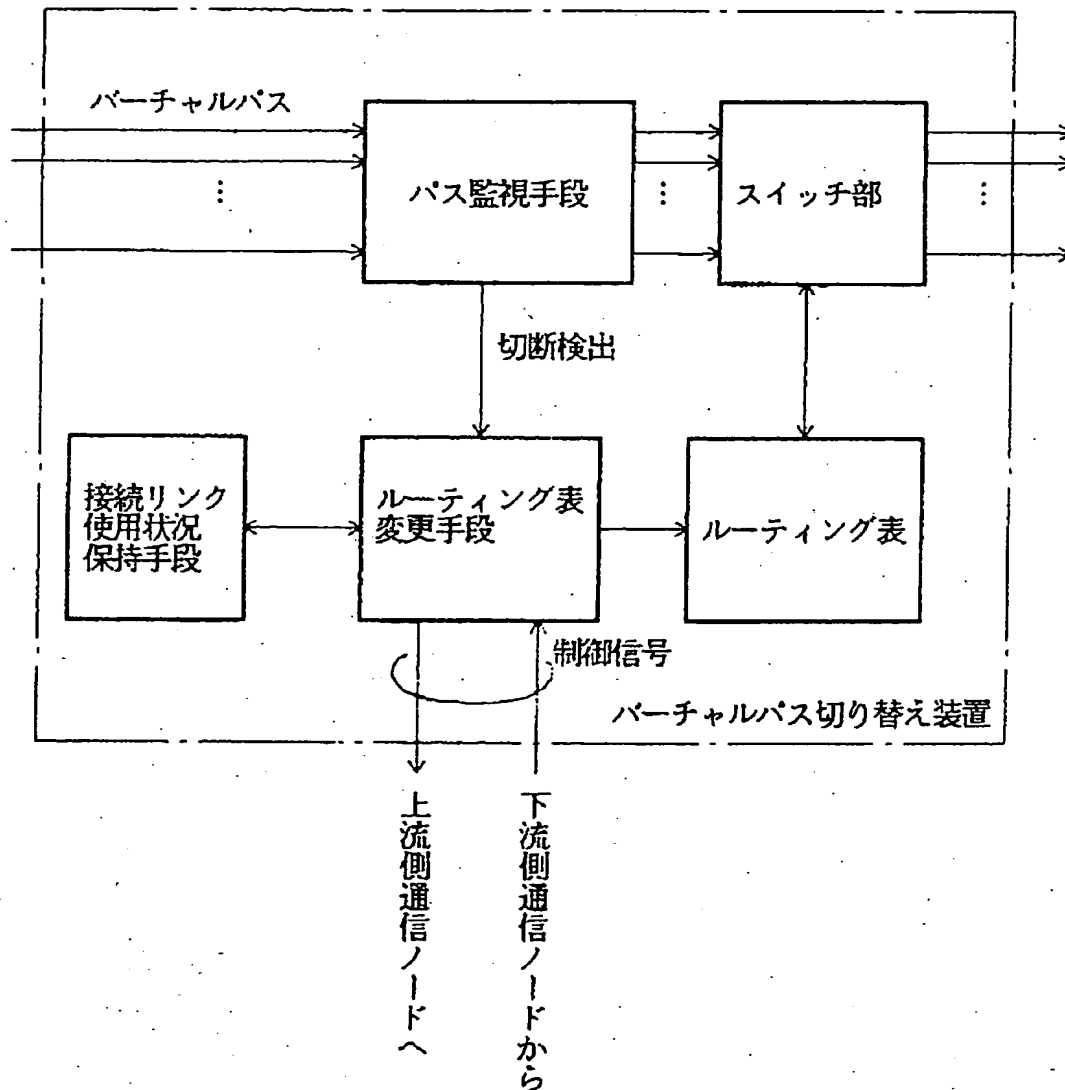 バーチャルパス
パス監視手段
スイッチ部
切断検出
接続リンク
使用状況
保持手段
ルーティング表
変更手段
ルーティング表
制御信号
バーチャルパス切り替え装置
上流側通信ノードへ
下流側通信ノードから